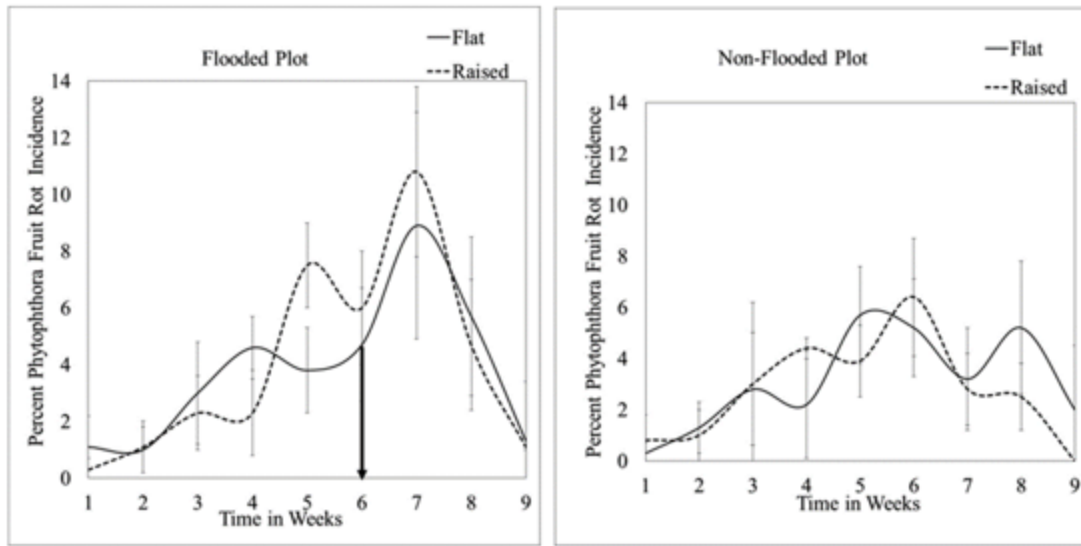 Flooded Plot
Flat
Raised
Percent Phytophthora Fruit Rot Incidence
14
12
10
8
6
4
2
0
1 2 3 4 5 6 7 8 9
Time in Weeks
Non-Flooded Plot
Flat
Raised
Percent Phytophthora Fruit Rot Incidence
14
12
10
8
6
4
2
0
1 2 3 4 5 6 7 8 9
Time in Weeks